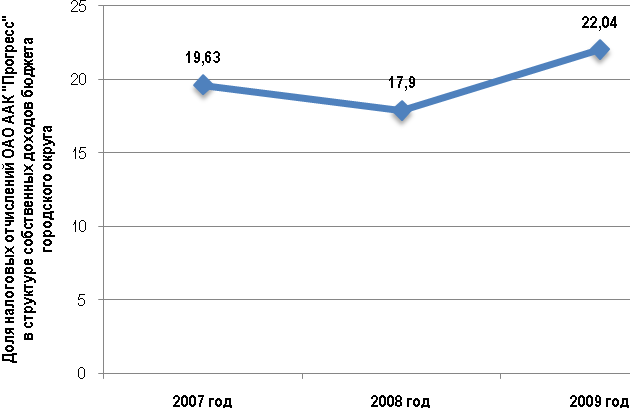 Доля налоговых отчислений ОАО ААК "Прогресс"
в структуре собственных доходов бюджета
городского округа
25
20
15
10
5
0
19,63
17,9
22,04
2007 год
2008 год
2009 год